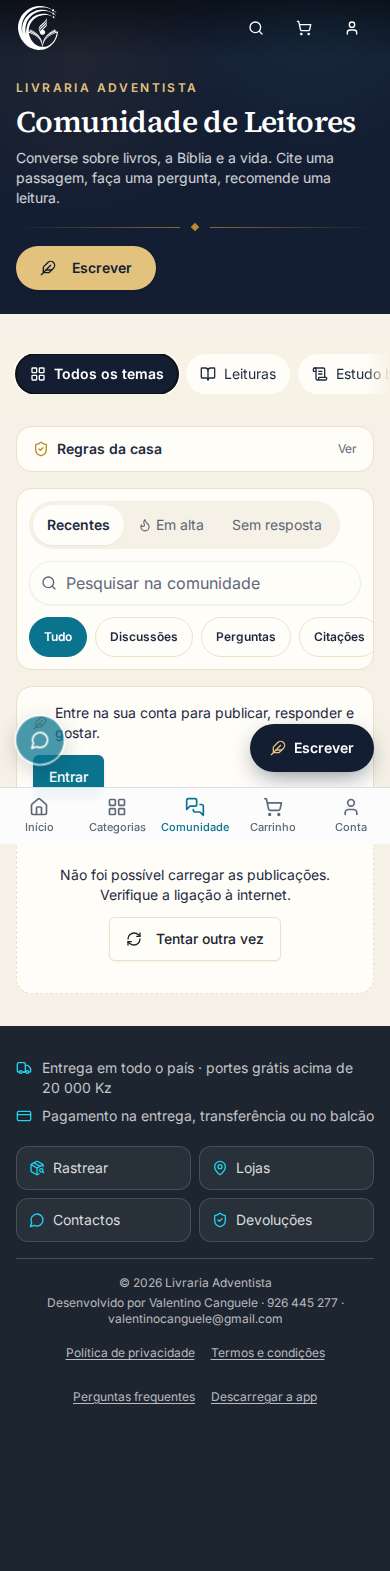 LIVRARIA ADVENTISTA
Comunidade de Leitores
Converse sobre livros, a Bíblia e a vida. Cite uma
passagem, faça uma pergunta, recomende uma
leitura.
Escrever
Todos os temas
Leituras
Estudo
Regras da casa
Ver
Recentes
Em alta
Sem resposta
Pesquisar na comunidade
Tudo
Discussões
Perguntas
Citações
Entre na sua conta para publicar, responder e
gostar.
Escrever
Entrar
Início
Categorias
Comunidade
Carrinho
Conta
Não foi possível carregar as publicações.
Verifique a ligação à internet.
Tentar outra vez
Entrega em todo o país · portes grátis acima de
20 000 Kz
Pagamento na entrega, transferência ou no balcão
Rastrear
Lojas
Contactos
Devoluções
© 2026 Livraria Adventista
Desenvolvido por Valentino Canguele · 926 445 277 ·
valentinocanguele@gmail.com
Política de privacidade
Termos e condições
Perguntas frequentes
Descarregar a app